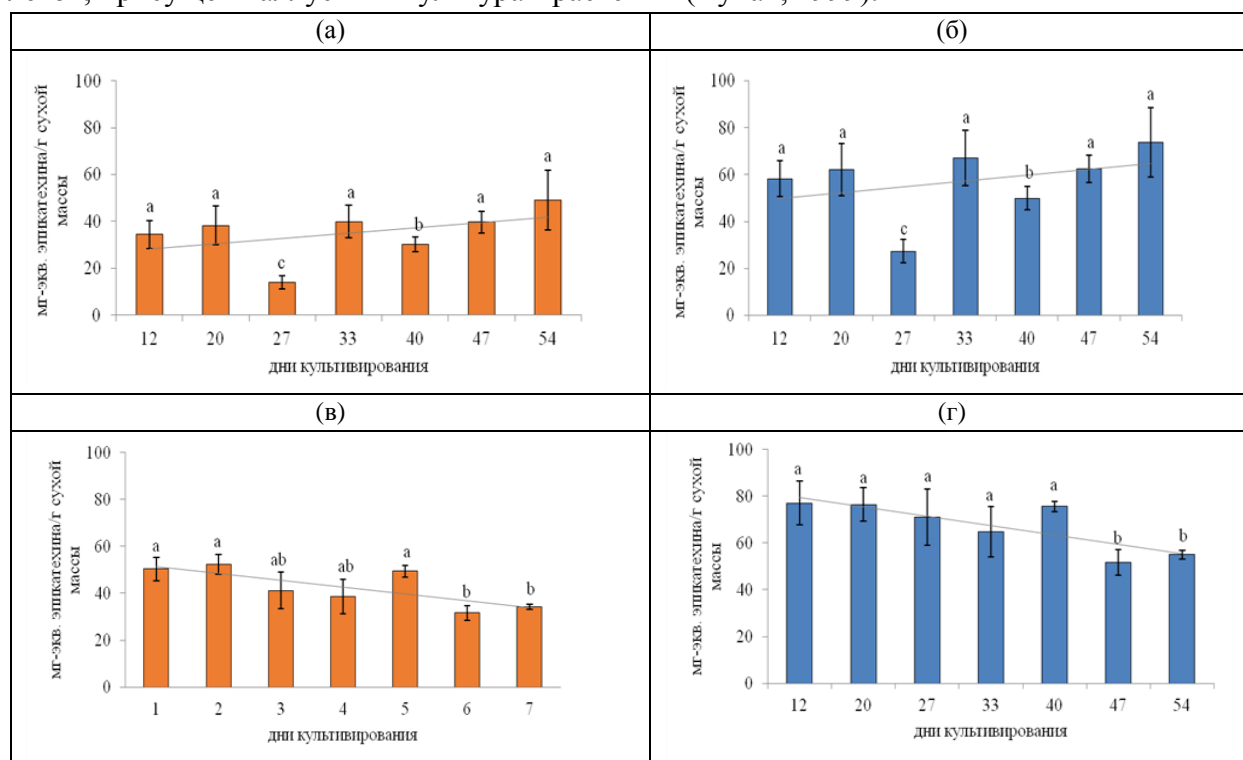 (а) (б)
мг-экв. эпикатехина/г сухой
массы
100
80
60
40
20
0
a a c a b a a
12 20 27 33 40 47 54
дни культивирования
мг-экв. эпикатехина/г сухой
массы
100
80
60
40
20
0
a a c a b a a
12 20 27 33 40 47 54
дни культивирования
(в) (г)
мг-экв. эпикатехина/г сухой
массы
100
80
60
40
20
0
a a ab ab a b b
1 2 3 4 5 6 7
дни культивирования
мг-экв. эпикатехина/г сухой
массы
100
80
60
40
20
0
a a a a a b b
12 20 27 33 40 47 54
дни культивирования